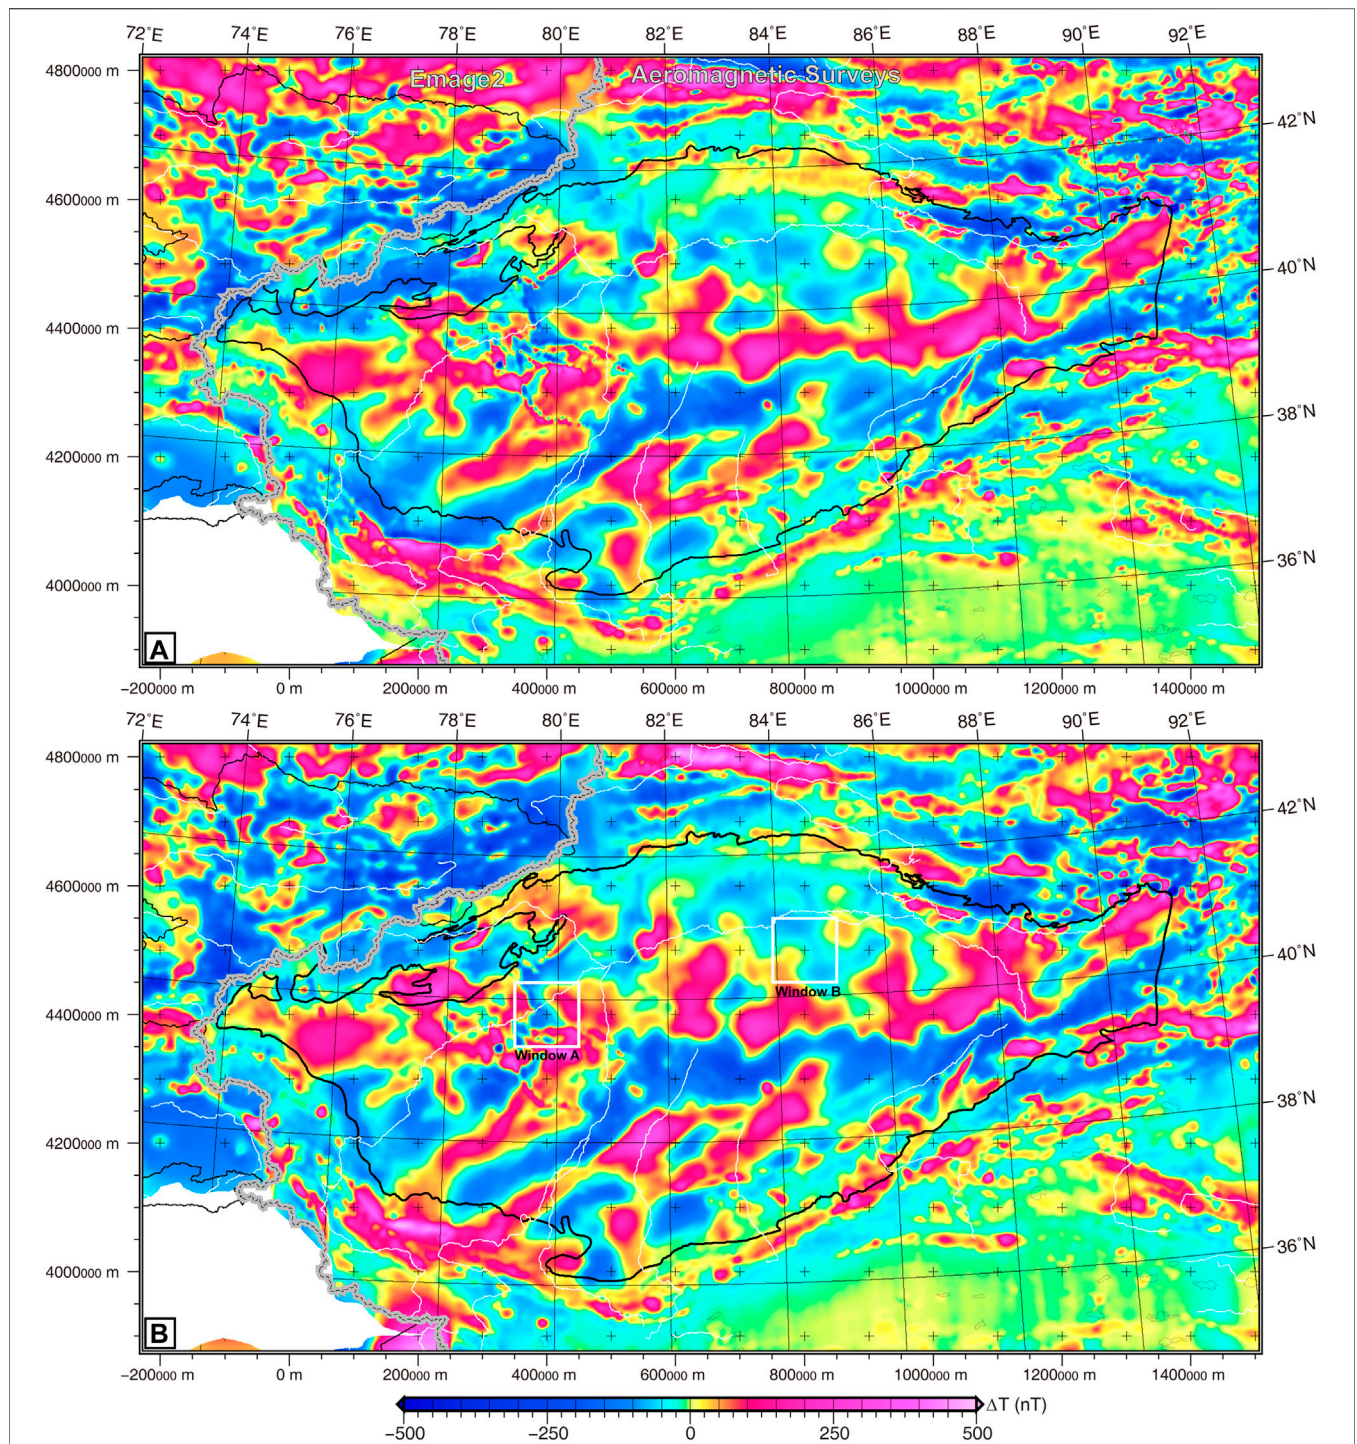 72°E 74°E 76°E 78°E 80°E 82°E 84°E 86°E 88°E 90°E 92°E
4800000 m Emage2 Aeromagnetic Surveys
42°N
4600000 m
40°N
4400000 m
38°N
4200000 m
36°N
4000000 m
A
−200000 m 0 m 200000 m 400000 m 600000 m 800000 m 1000000 m 1200000 m 1400000 m
72°E 74°E 76°E 78°E 80°E 82°E 84°E 86°E 88°E 90°E 92°E
4800000 m
42°N
4600000 m
40°N
Window B
4400000 m
Window A
38°N
4200000 m
36°N
4000000 m
B
−200000 m 0 m 200000 m 400000 m 600000 m 800000 m 1000000 m 1200000 m 1400000 m
ΔT (nT)
−500 −250 0 250 500